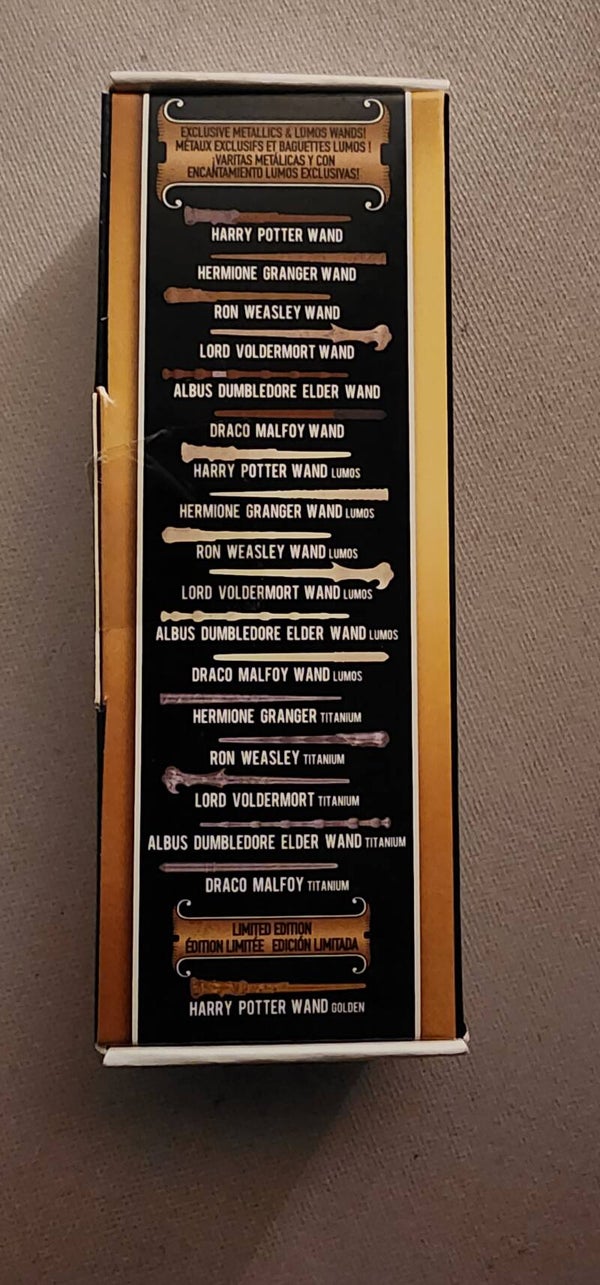 EXCLUSIVE METALLICS & LUMOS WANDS!
MÉTAUX EXCLUSIFS ET BAGUETTES LUMOS !
¡VARITAS METÁLICAS Y CON
ENCANTAMIENTO LUMOS EXCLUSIVAS!
HARRY POTTER WAND
HERMIONE GRANGER WAND
RON WEASLEY WAND
LORD VOLDERMORT WAND
ALBUS DUMBLEDORE ELDER WAND
DRACO MALFOY WAND
HARRY POTTER WAND LUMOS
HERMIONE GRANGER WAND LUMOS
RON WEASLEY WAND LUMOS
LORD VOLDERMORT WAND LUMOS
ALBUS DUMBLEDORE ELDER WAND LUMOS
DRACO MALFOY WAND LUMOS
HERMIONE GRANGER TITANIUM
RON WEASLEY TITANIUM
LORD VOLDERMORT TITANIUM
ALBUS DUMBLEDORE ELDER WAND TITANIUM
DRACO MALFOY TITANIUM
LIMITED EDITION
ÉDITION LIMITÉE EDICIÓN LIMITADA
HARRY POTTER WAND GOLDEN